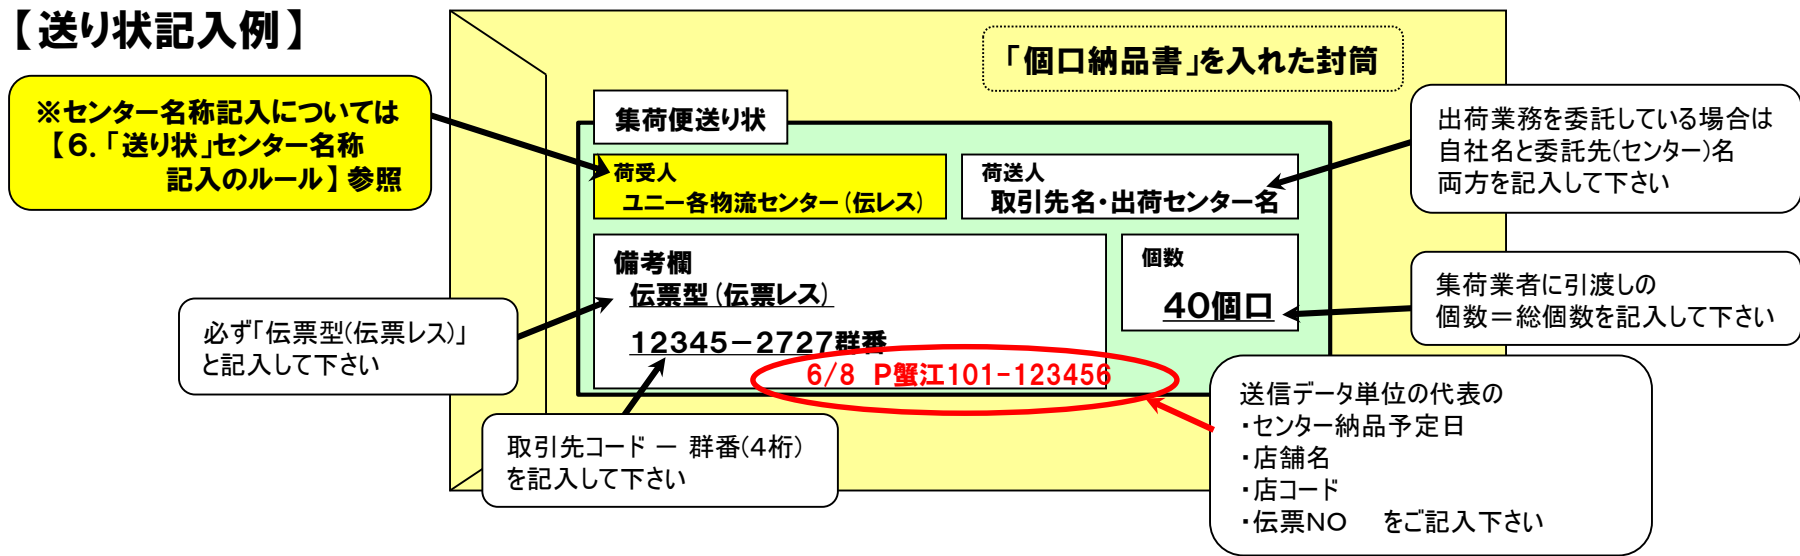 【送り状記入例】
※センター名称記入については
【６．「送り状」センター名称
記入のルール】参照
「個口納品書」を入れた封筒
集荷便送り状
荷受人
ユニー各物流センター（伝レス）
荷送人
取引先名・出荷センター名
出荷業務を委託している場合は
自社名と委託先(センター)名
両方を記入して下さい
備考欄
伝票型（伝票レス）
12345－2727群番
6/8　P蟹江101-123456
個数
40個口
集荷業者に引渡しの
個数＝総個数を記入して下さい
必ず「伝票型(伝票レス)」
と記入して下さい
取引先コード － 群番(4桁)
を記入して下さい
送信データ単位の代表の
・センター納品予定日
・店舗名
・店コード
・伝票NO　をご記入下さい